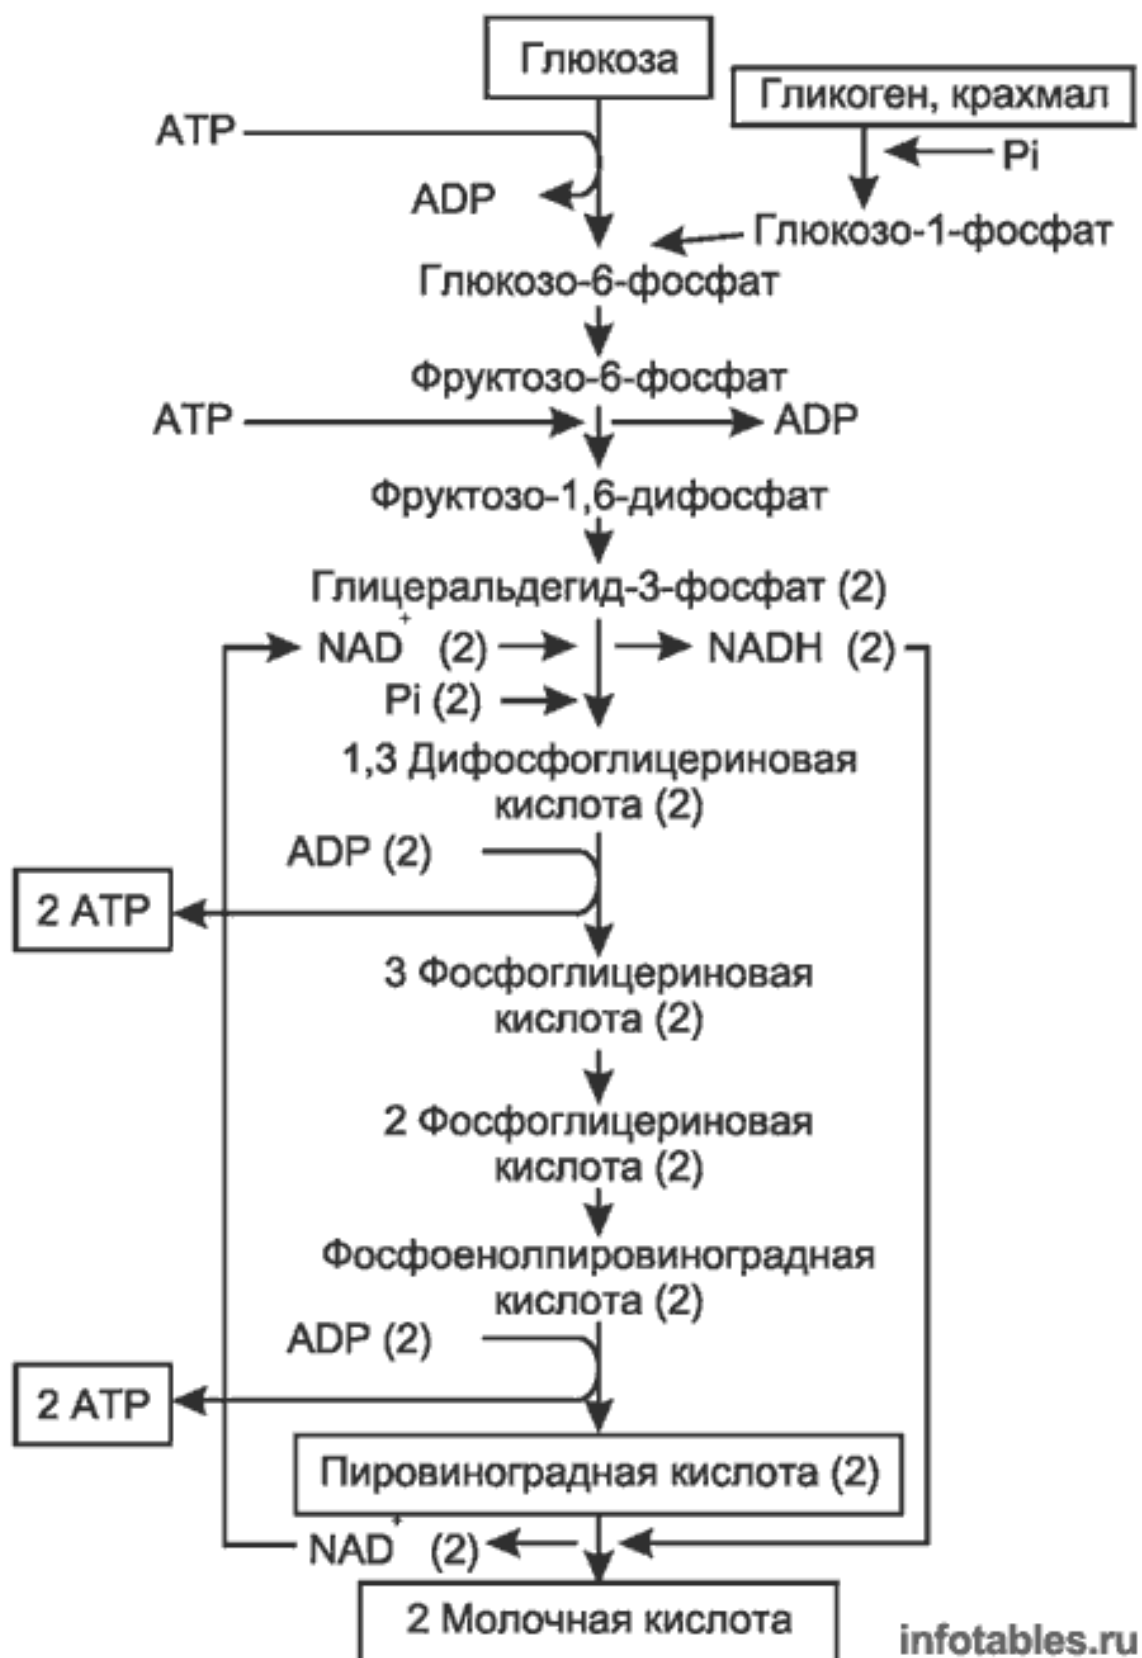 Глюкоза
Гликоген, крахмал
ATP
Pi
ADP
Глюкозо-1-фосфат
Глюкозо-6-фосфат
Фруктозо-6-фосфат
ATP
ADP
Фруктозо-1,6-дифосфат
Глицеральдегид-3-фосфат (2)
NAD⁺ (2)
NADH (2)
Pi (2)
1,3 Дифосфоглицериновая
кислота (2)
ADP (2)
2 ATP
3 Фосфоглицериновая
кислота (2)
2 Фосфоглицериновая
кислота (2)
Фосфоенолпировиноградная
кислота (2)
ADP (2)
2 ATP
Пировиноградная кислота (2)
NAD⁺ (2)
2 Молочная кислота
infotables.ru